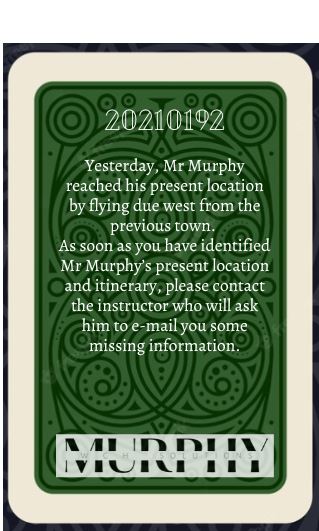 20210192
Yesterday, Mr Murphy
reached his present location
by flying due west from the
previous town.
As soon as you have identified
Mr Murphy's present location
and itinerary, please contact
the instructor who will ask
him to e-mail you some
missing information.
MURPHY
W C H SOLUTIONS